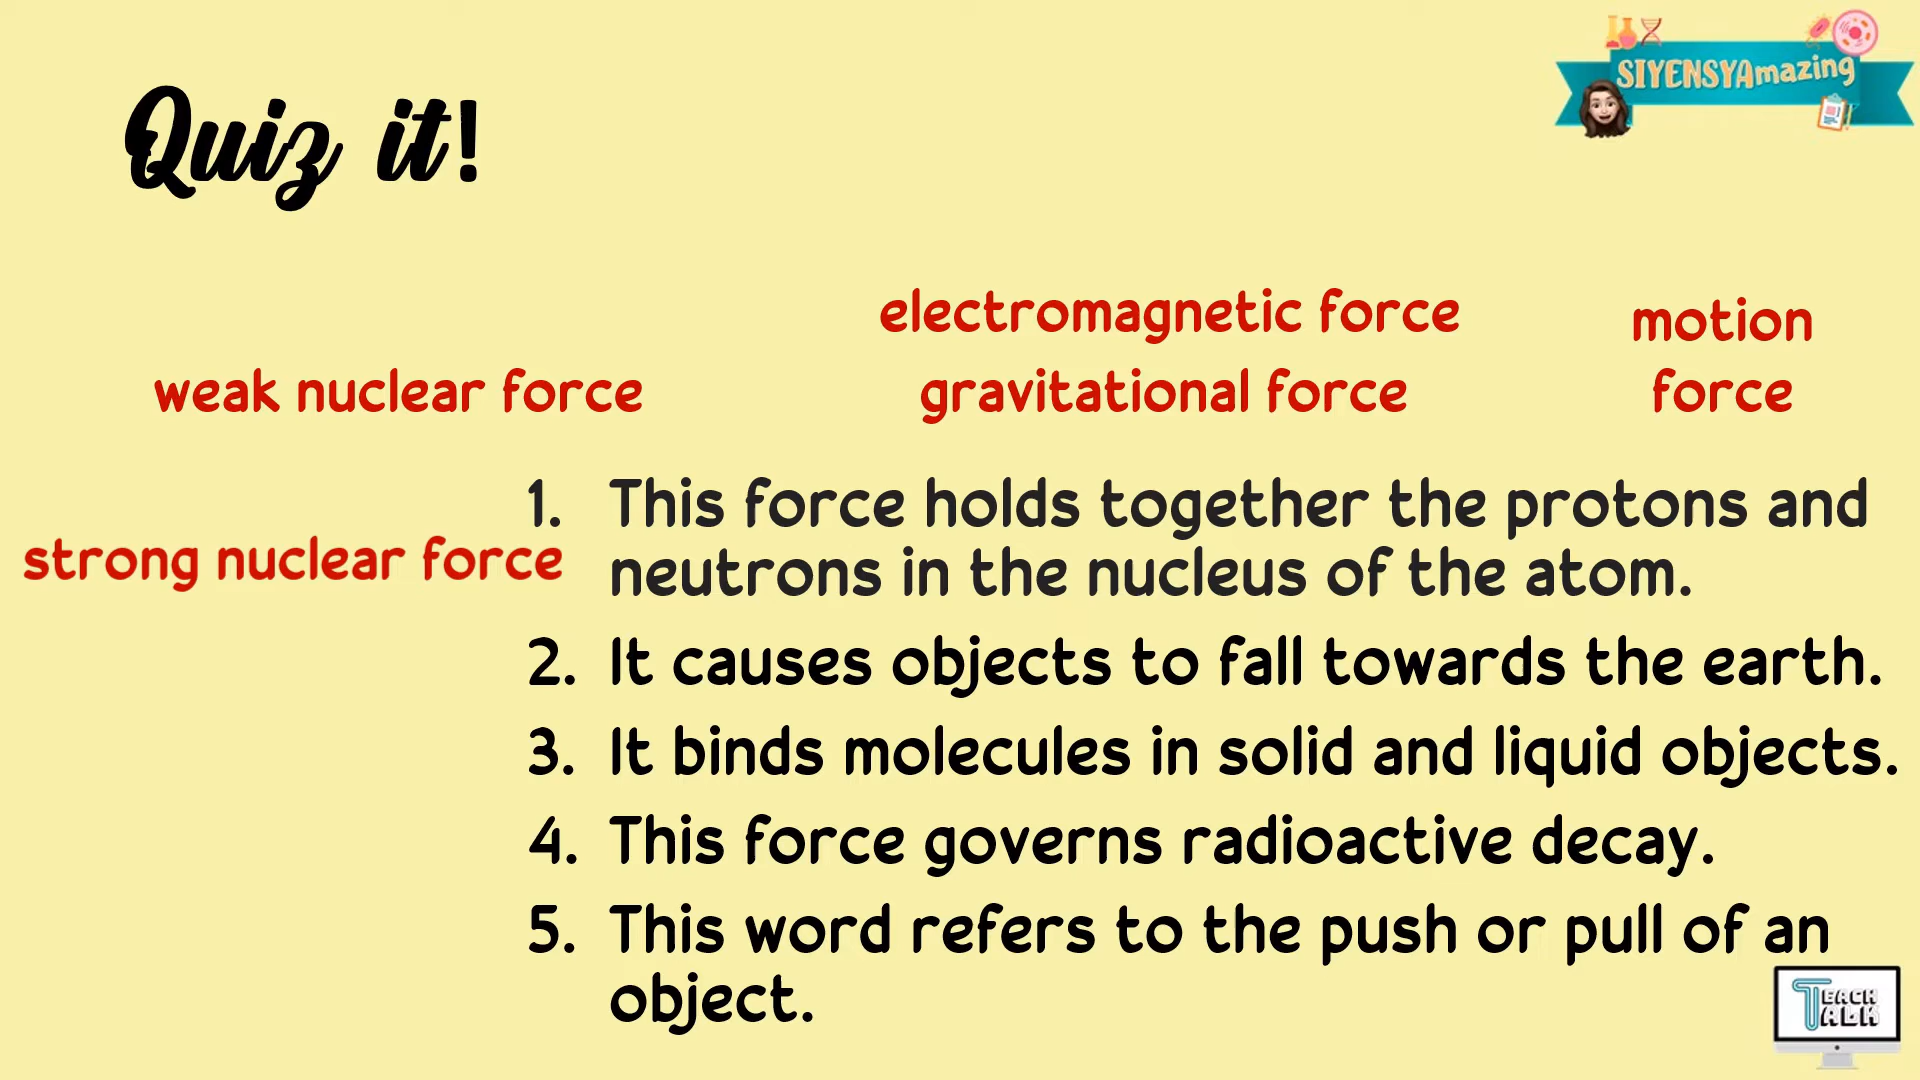 SIYENSYAmazing
Quiz it!
electromagnetic force
motion
weak nuclear force
gravitational force
force
strong nuclear force
1. This force holds together the protons and
neutrons in the nucleus of the atom.
2. It causes objects to fall towards the earth.
3. It binds molecules in solid and liquid objects.
4. This force governs radioactive decay.
5. This word refers to the push or pull of an
object.
TEACH
TALK